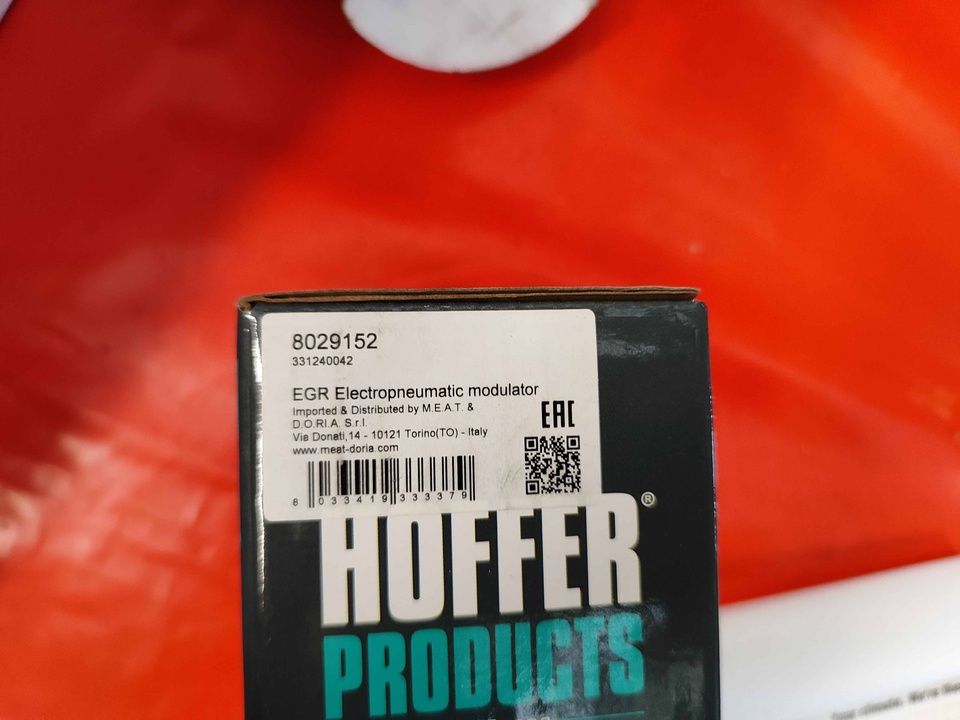 8029152
331240042
EGR Electropneumatic modulator
Imported & Distributed by M.E.A.T. &
D.O.R.I.A. S.r.l.
Via Donati,14 - 10121 Torino(TO) - Italy
www.meat-doria.com
EAC
8 033419 333379
HOFFER®
PRODUCTS